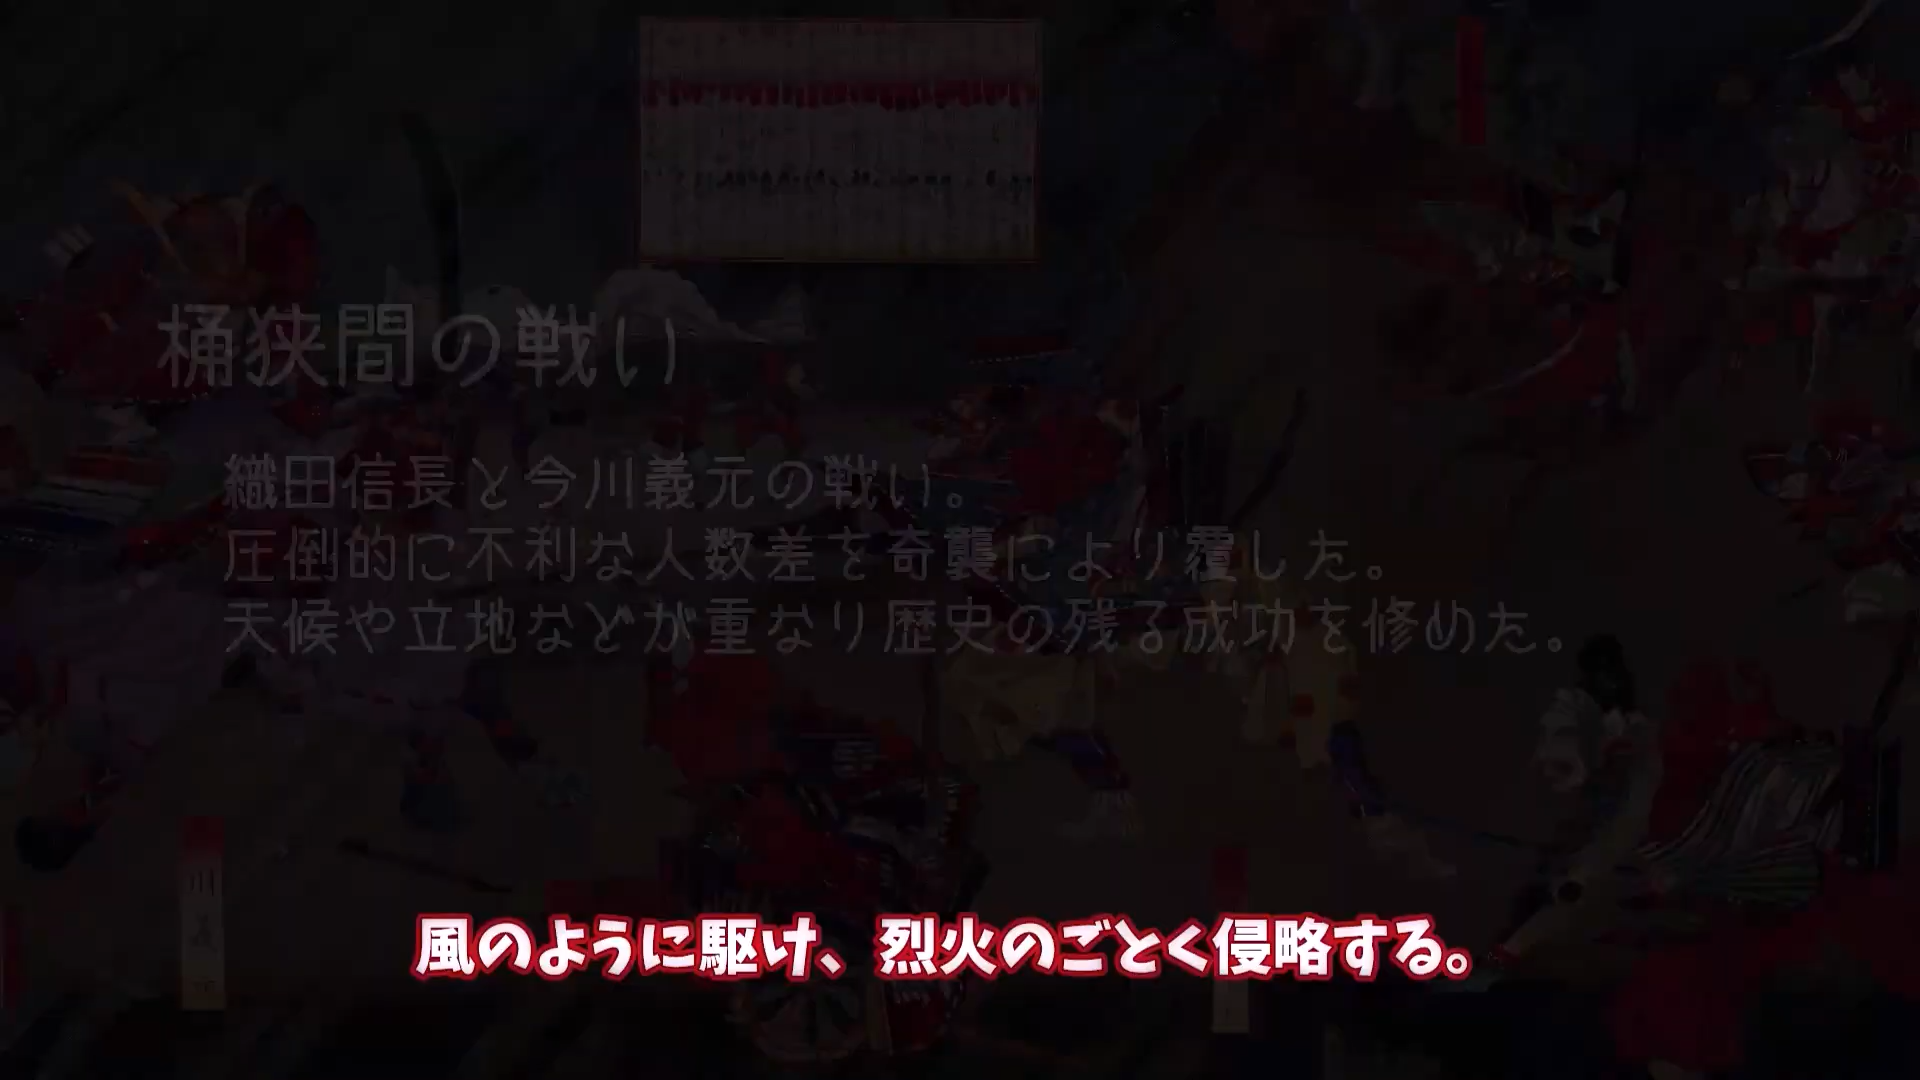 桶狭間の戦い
織田信長と今川義元の戦い。
圧倒的に不利な人数差を奇襲により覆した。
天候や立地などが重なり歴史の残る成功を修めた。
風のように駆け、烈火のごとく侵略する。